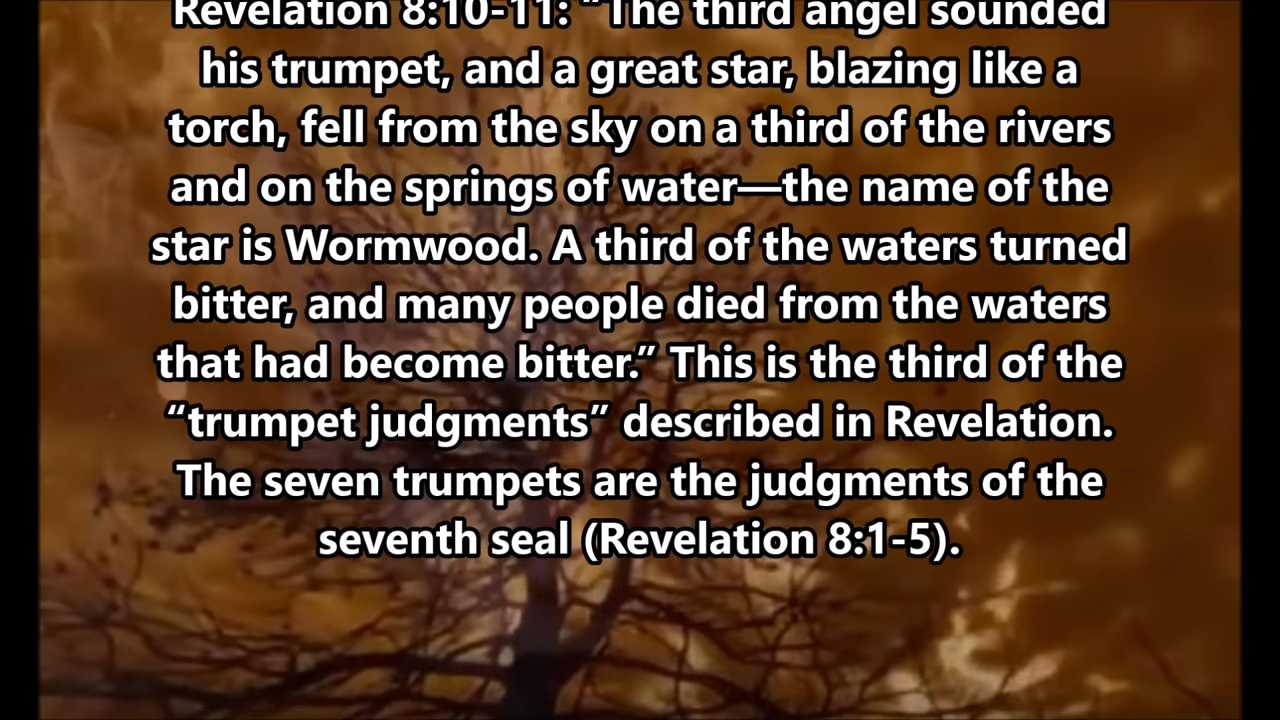 Revelation 8:10-11: “The third angel sounded
his trumpet, and a great star, blazing like a
torch, fell from the sky on a third of the rivers
and on the springs of water—the name of the
star is Wormwood. A third of the waters turned
bitter, and many people died from the waters
that had become bitter.” This is the third of the
“trumpet judgments” described in Revelation.
The seven trumpets are the judgments of the
seventh seal (Revelation 8:1-5).